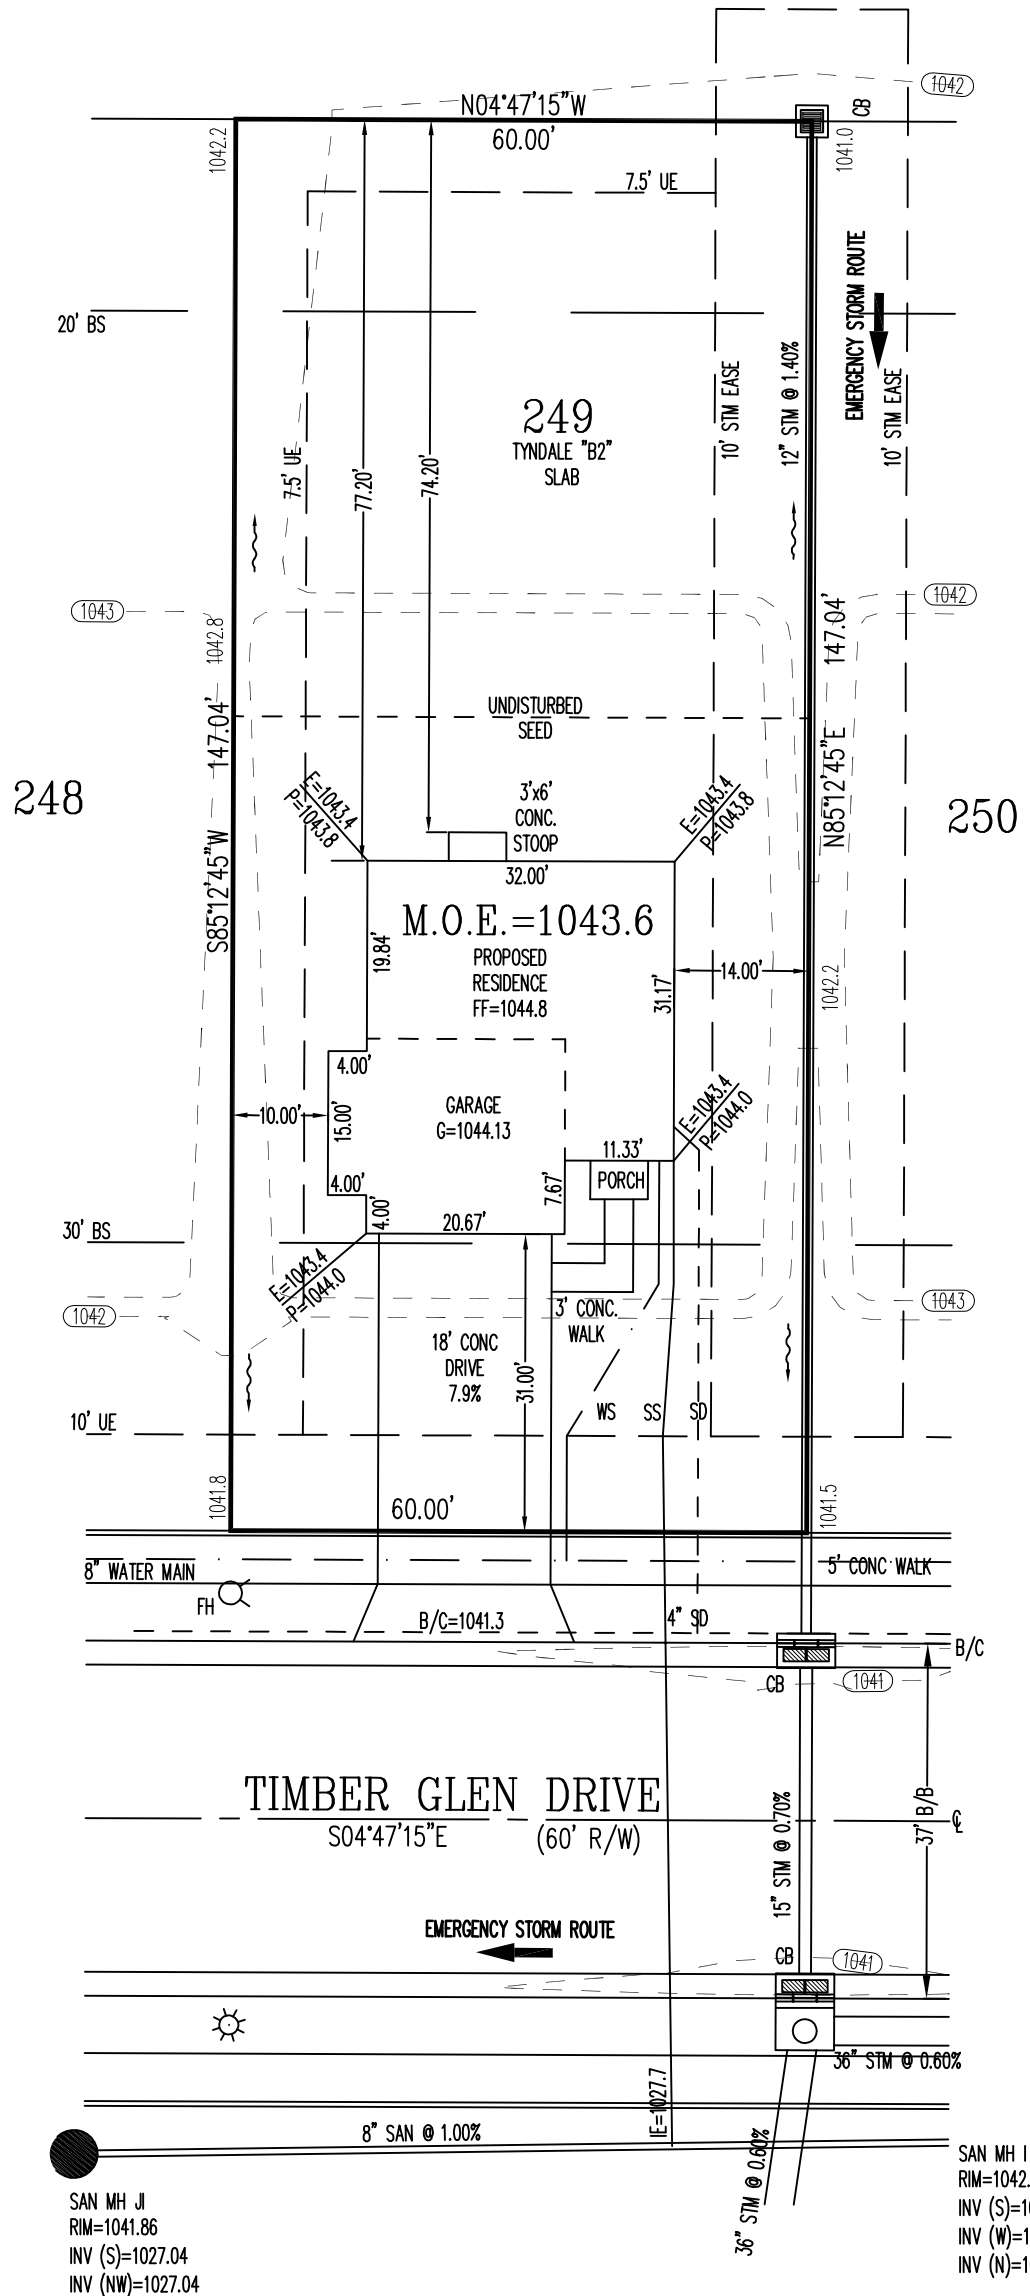 1042
N04°47'15"W
60.00'
CB
1042.2
1041.0
7.5' UE
EMERGENCY STORM ROUTE
20' BS
249
TYNDALE "B2"
SLAB
10' STM EASE
12" STM @ 1.40%
10' STM EASE
7.5' UE
77.20'
74.20'
1043
1042
1042.8
147.04'
147.04'
UNDISTURBED
SEED
248
250
E=1043.4
P=1043.8
3'x6'
CONC.
STOOP
E=1043.4
P=1043.8
N85°12'45"E
S85°12'45"W
32.00'
M.O.E.=1043.6
PROPOSED
RESIDENCE
FF=1044.8
19.84'
31.17'
14.00'
1042.2
4.00'
10.00'
15.00'
GARAGE
G=1044.13
E=1043.4
P=1044.0
11.33'
PORCH
4.00'
4.00'
20.67'
7.67'
30' BS
E=1043.4
P=1044.0
1042
1043
3' CONC.
WALK
18' CONC
DRIVE
7.9%
31.00'
10' UE
WS
SS
SD
1041.8
60.00'
1041.5
8" WATER MAIN
5' CONC WALK
FH
B/C=1041.3
4" SD
B/C
CB
1041
TIMBER GLEN DRIVE
S04°47'15"E
(60' R/W)
15" STM @ 0.70%
37' B/B
℄
EMERGENCY STORM ROUTE
CB
1041
36" STM @ 0.60%
IE=1027.7
8" SAN @ 1.00%
36" STM @ 0.60%
SAN MH JI
RIM=1041.86
INV (S)=1027.04
INV (NW)=1027.04
SAN MH I
RIM=1042.
INV (S)=10
INV (W)=1
INV (N)=1